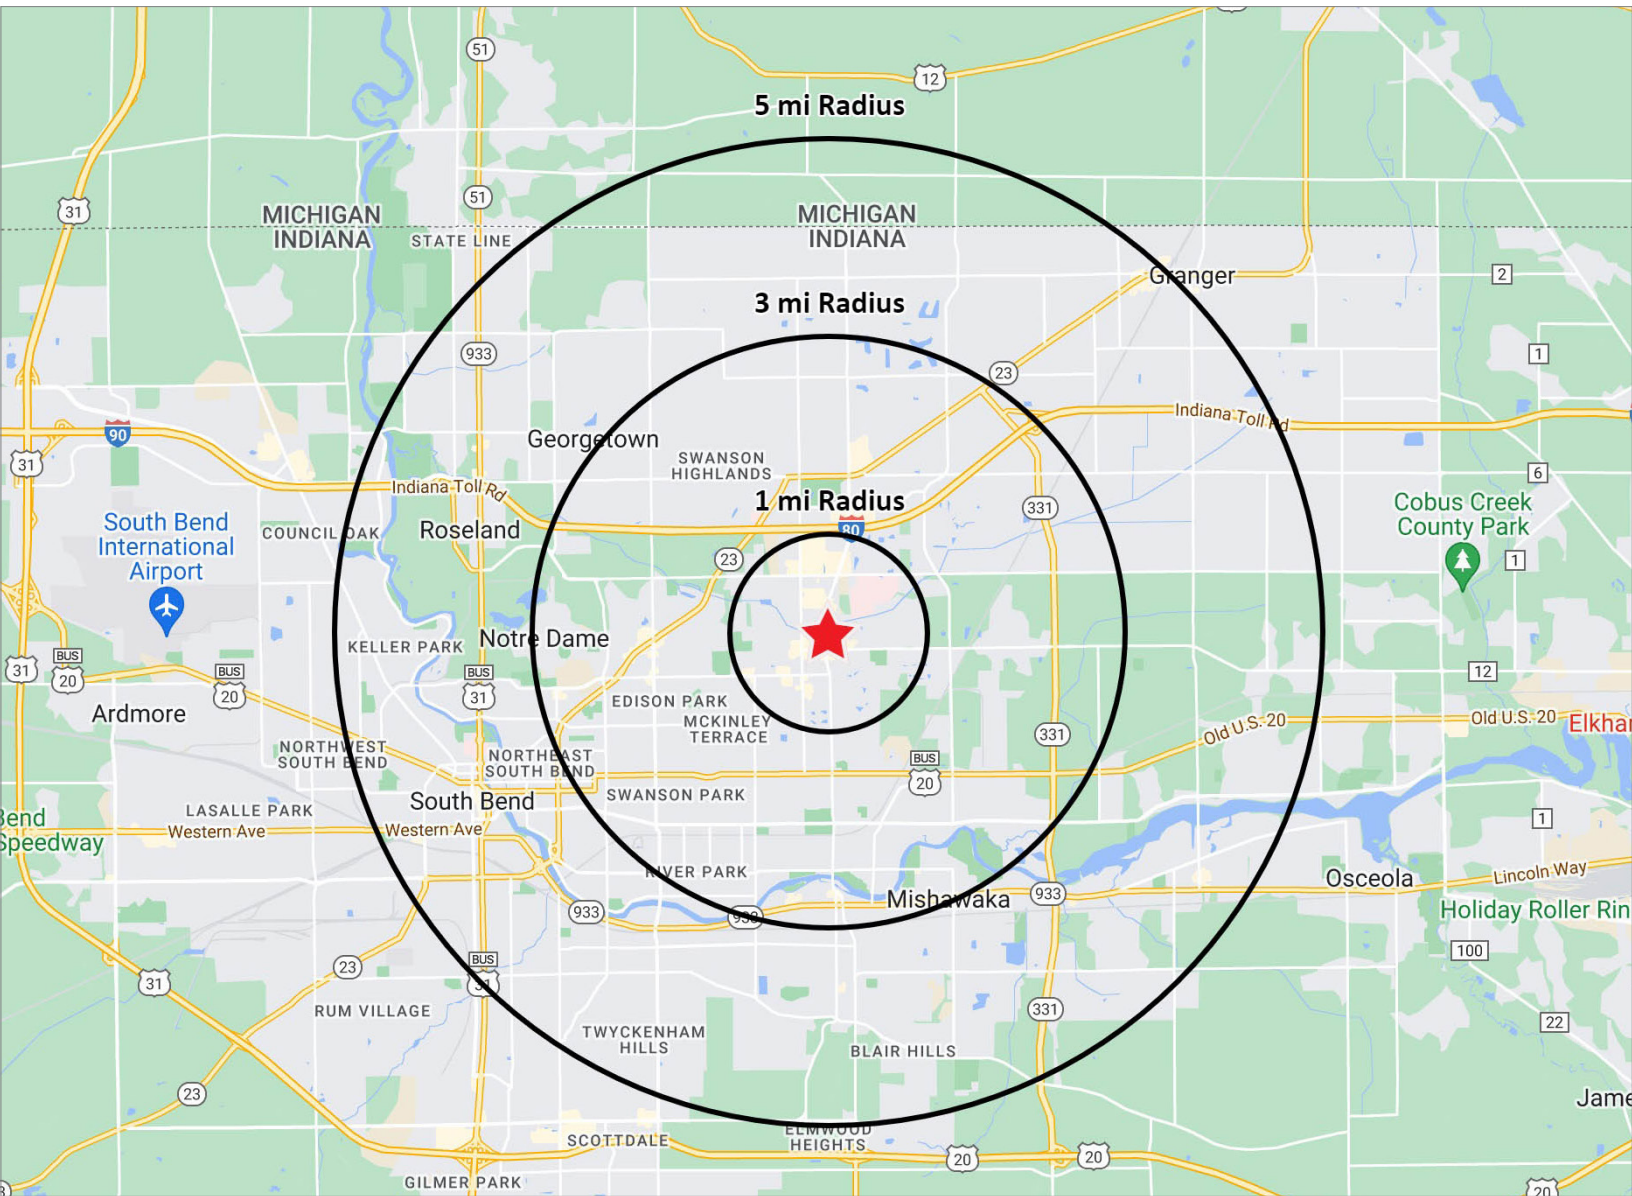 51
12
5 mi Radius
51
31
MICHIGAN
INDIANA
STATE LINE
MICHIGAN
INDIANA
Granger
2
3 mi Radius
933
23
1
Indiana Toll Rd
90
Georgetown
31
SWANSON
HIGHLANDS
6
Indiana Toll Rd
1 mi Radius
331
Cobus Creek
County Park
South Bend
International
Airport
COUNCIL OAK
Roseland
80
23
1
KELLER PARK
Notre Dame
BUS
20
31
BUS
20
BUS
31
12
EDISON PARK
Ardmore
MCKINLEY
TERRACE
331
Old U.S. 20
Old U.S. 20
Elkhar
NORTHWEST
SOUTH BEND
NORTHEAST
SOUTH BEND
BUS
20
South Bend
SWANSON PARK
LASALLE PARK
Bend
Speedway
Western Ave
Western Ave
1
RIVER PARK
Osceola
Lincoln Way
Mishawaka
933
933
933
Holiday Roller Rin
100
BUS
31
23
31
RUM VILLAGE
331
22
TWYCKENHAM
HILLS
BLAIR HILLS
23
Jame
SCOTTDALE
ELMWOOD
HEIGHTS
20
20
GILMER PARK
20